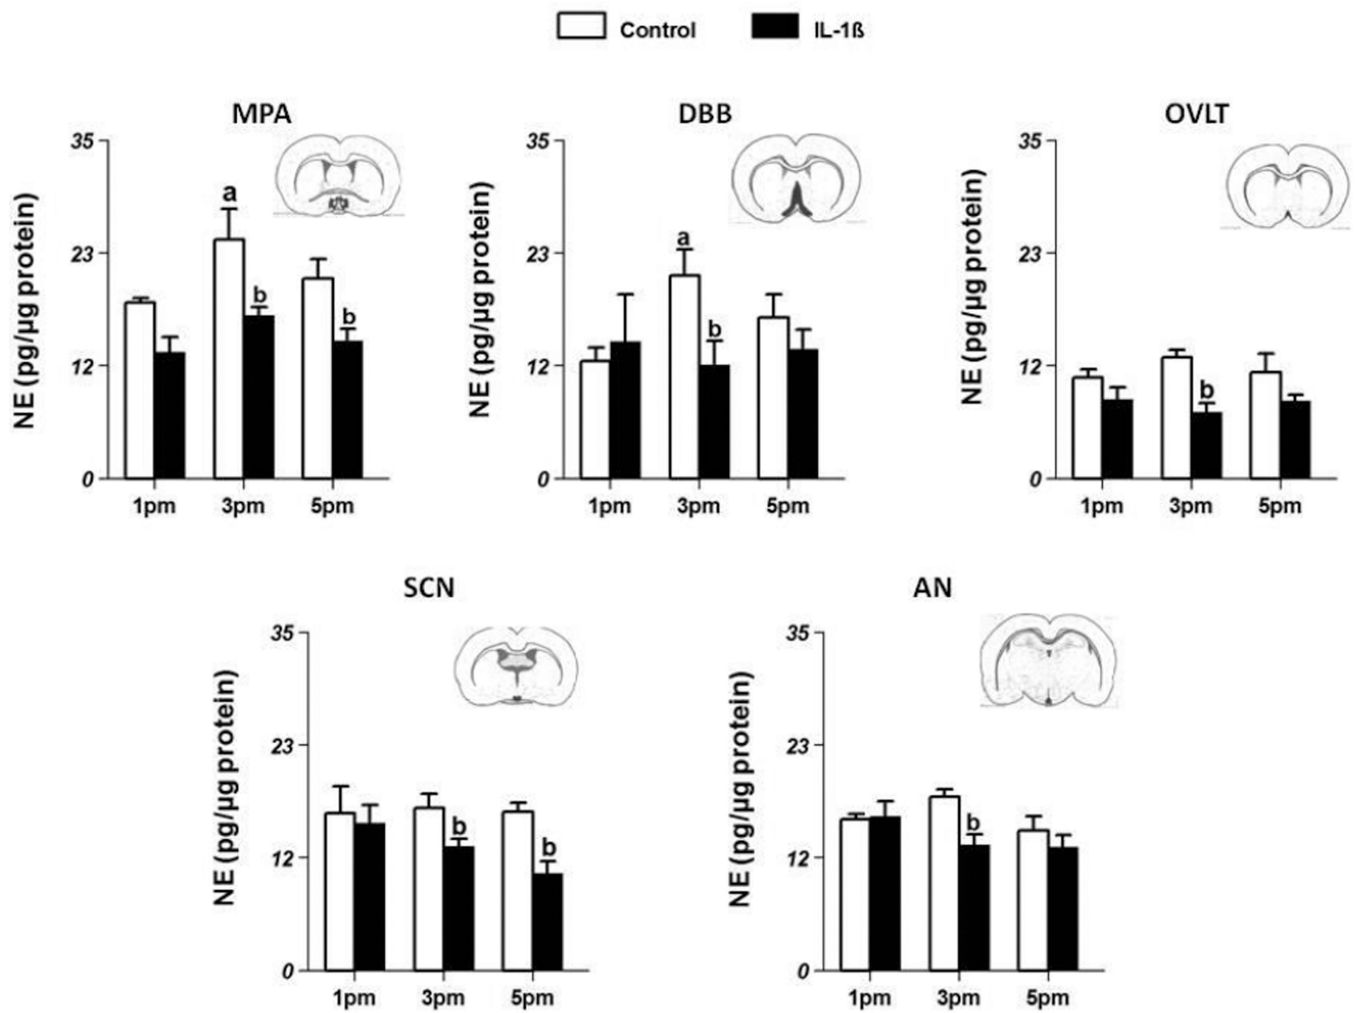 Control IL-1ß
MPA
35
23
12
0
NE (pg/µg protein)
a
b
b
1pm 3pm 5pm
DBB
35
23
12
0
NE (pg/µg protein)
a
b
1pm 3pm 5pm
OVLT
35
23
12
0
NE (pg/µg protein)
b
1pm 3pm 5pm
SCN
35
23
12
0
NE (pg/µg protein)
b
b
1pm 3pm 5pm
AN
35
23
12
0
NE (pg/µg protein)
b
1pm 3pm 5pm